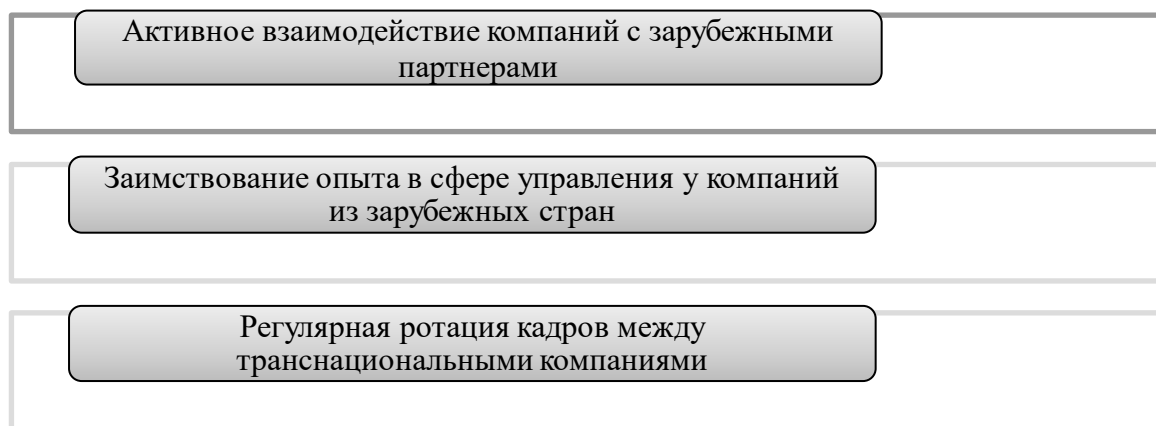 Активное взаимодействие компаний с зарубежными
партнерами
Заимствование опыта в сфере управления у компаний
из зарубежных стран
Регулярная ротация кадров между
транснациональными компаниями